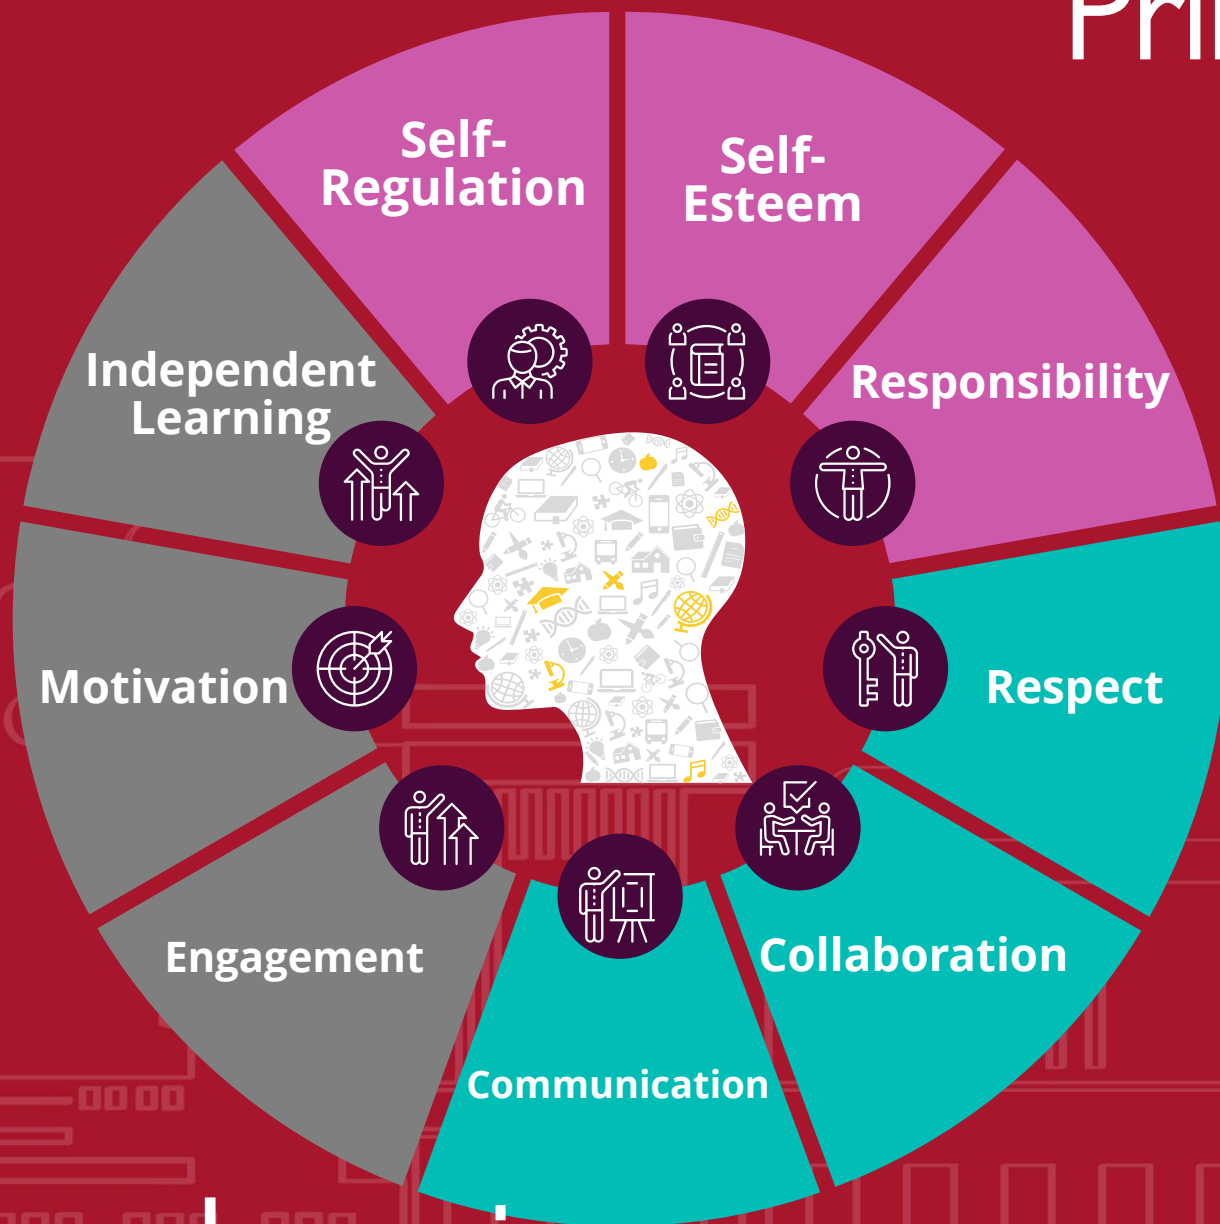 Self-
Regulation
Self-
Esteem
Responsibility
Respect
Collaboration
Communication
Engagement
Motivation
Independent
Learning